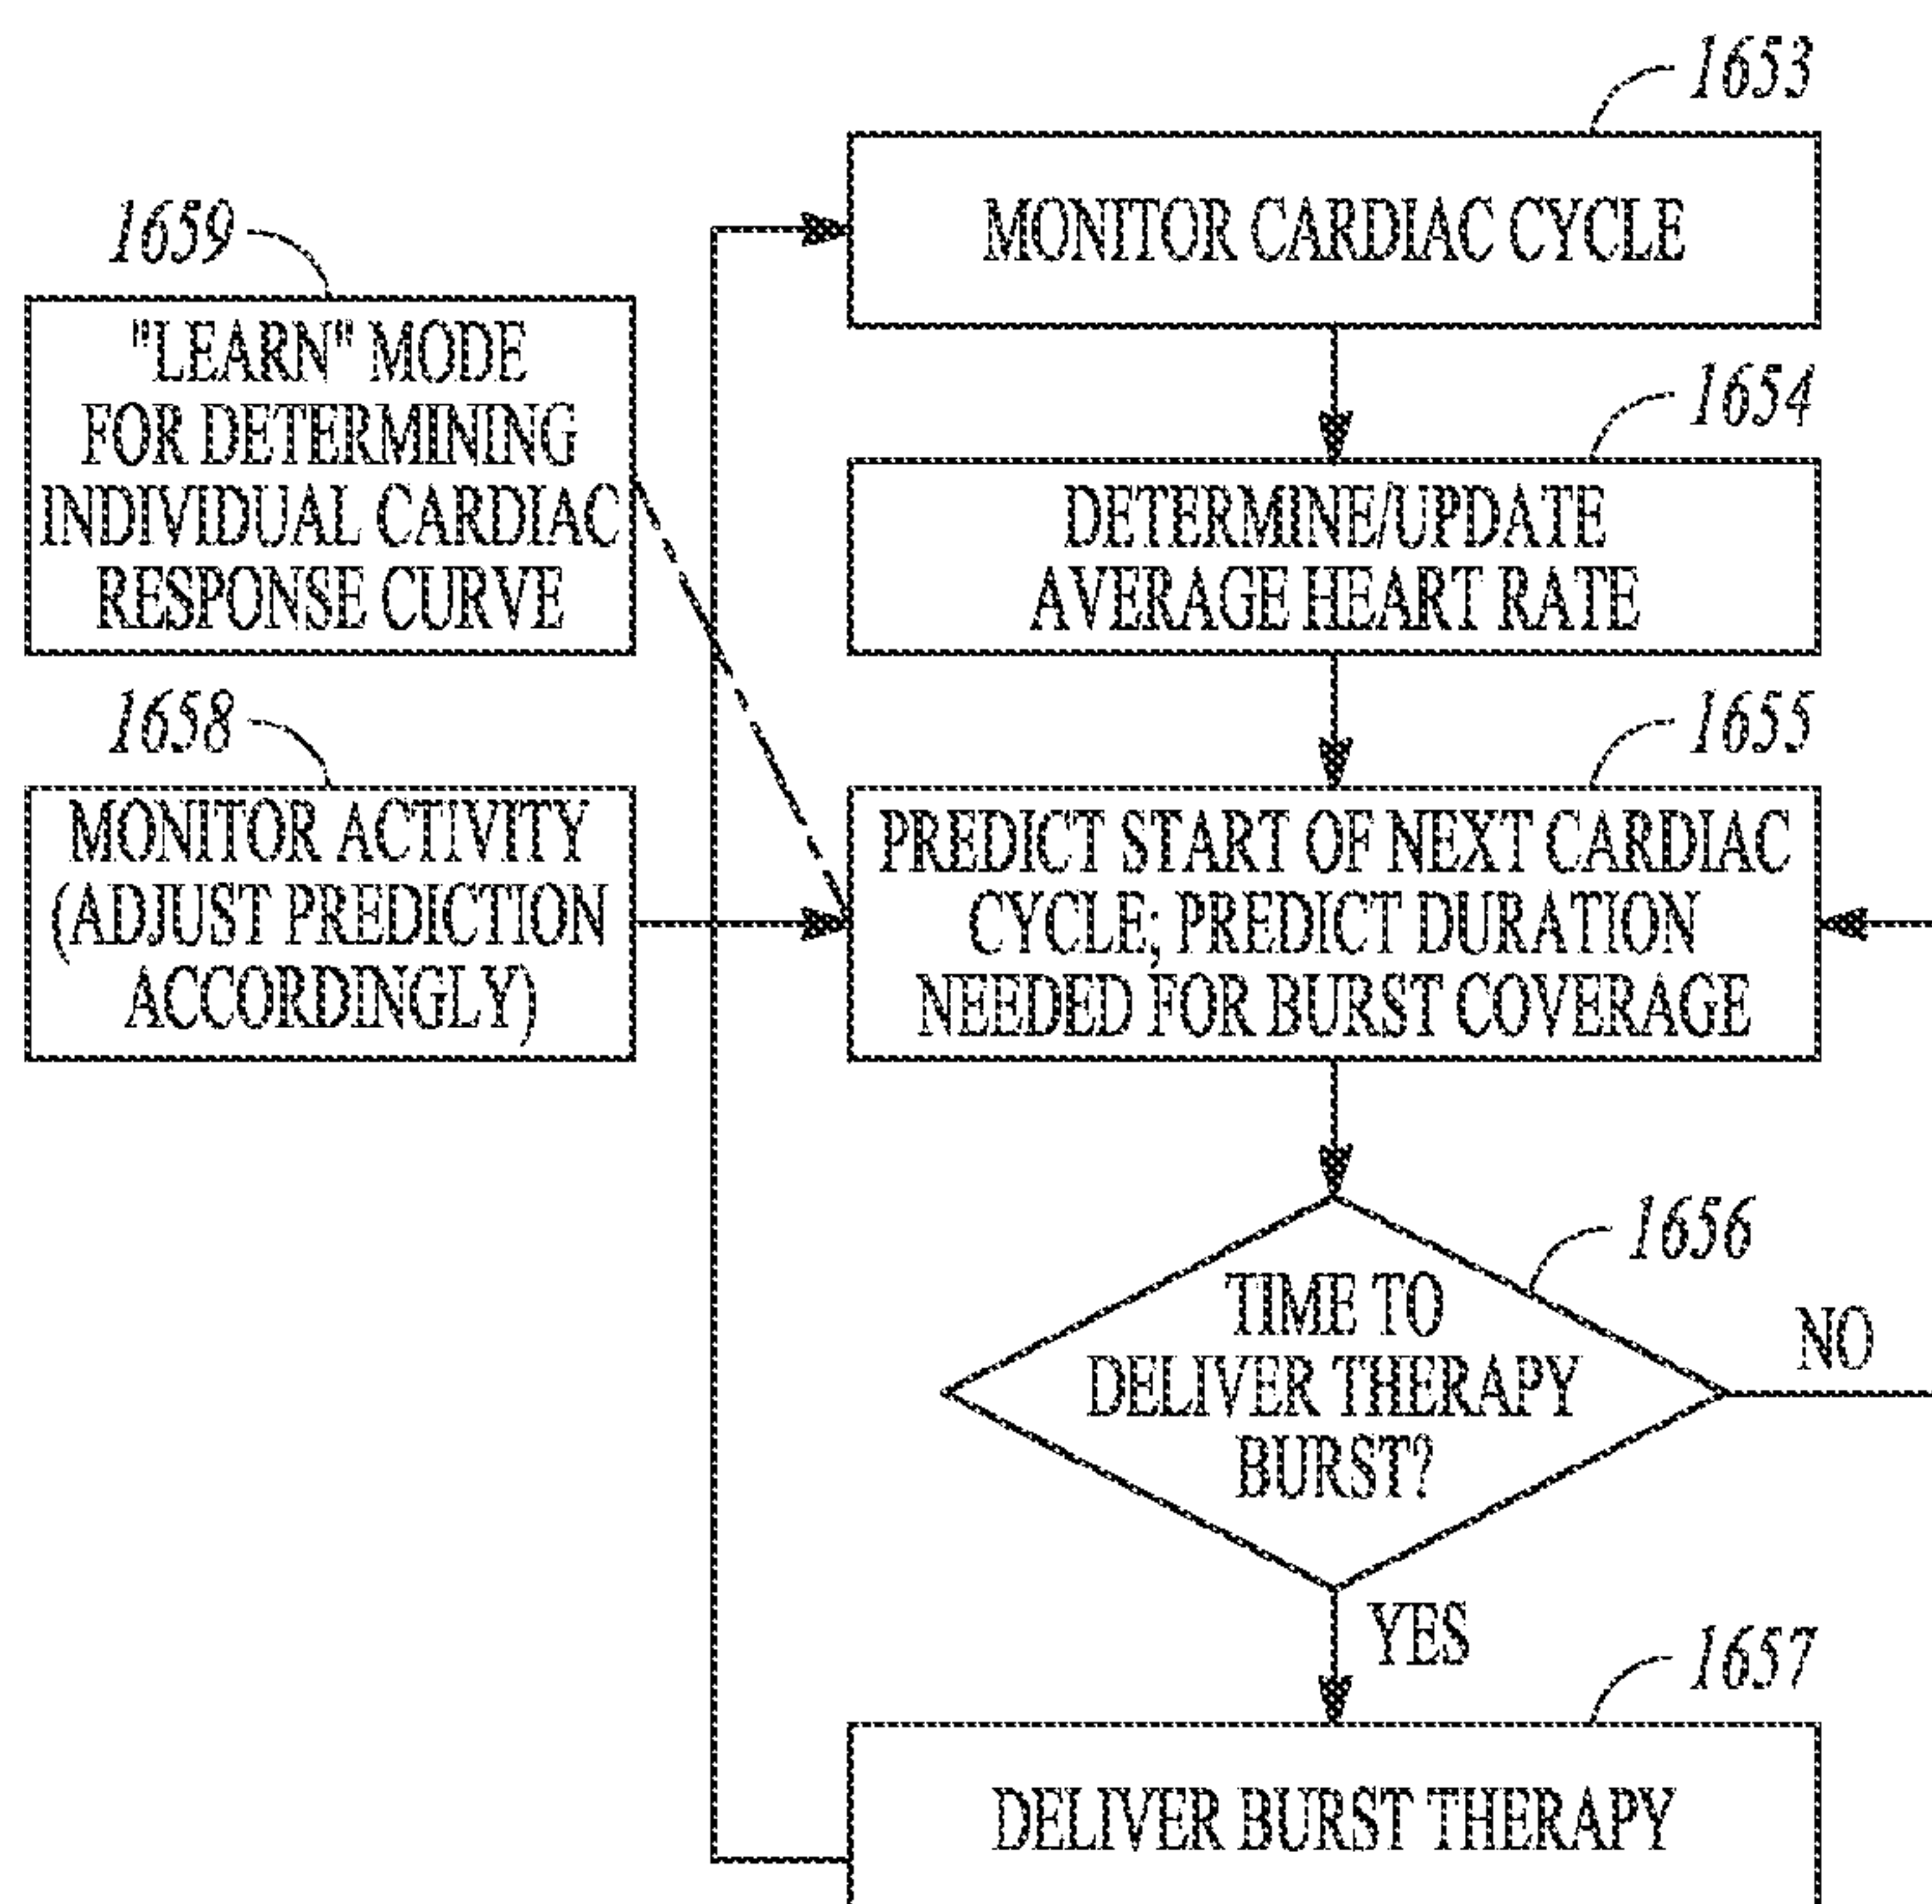 1653
MONITOR CARDIAC CYCLE
1659
"LEARN" MODE
FOR DETERMINING
INDIVIDUAL CARDIAC
RESPONSE CURVE
1654
DETERMINE/UPDATE
AVERAGE HEART RATE
1658
MONITOR ACTIVITY
(ADJUST PREDICTION
ACCORDINGLY)
1655
PREDICT START OF NEXT CARDIAC
CYCLE; PREDICT DURATION
NEEDED FOR BURST COVERAGE
1656
TIME TO
DELIVER THERAPY
BURST?
NO
YES
1657
DELIVER BURST THERAPY